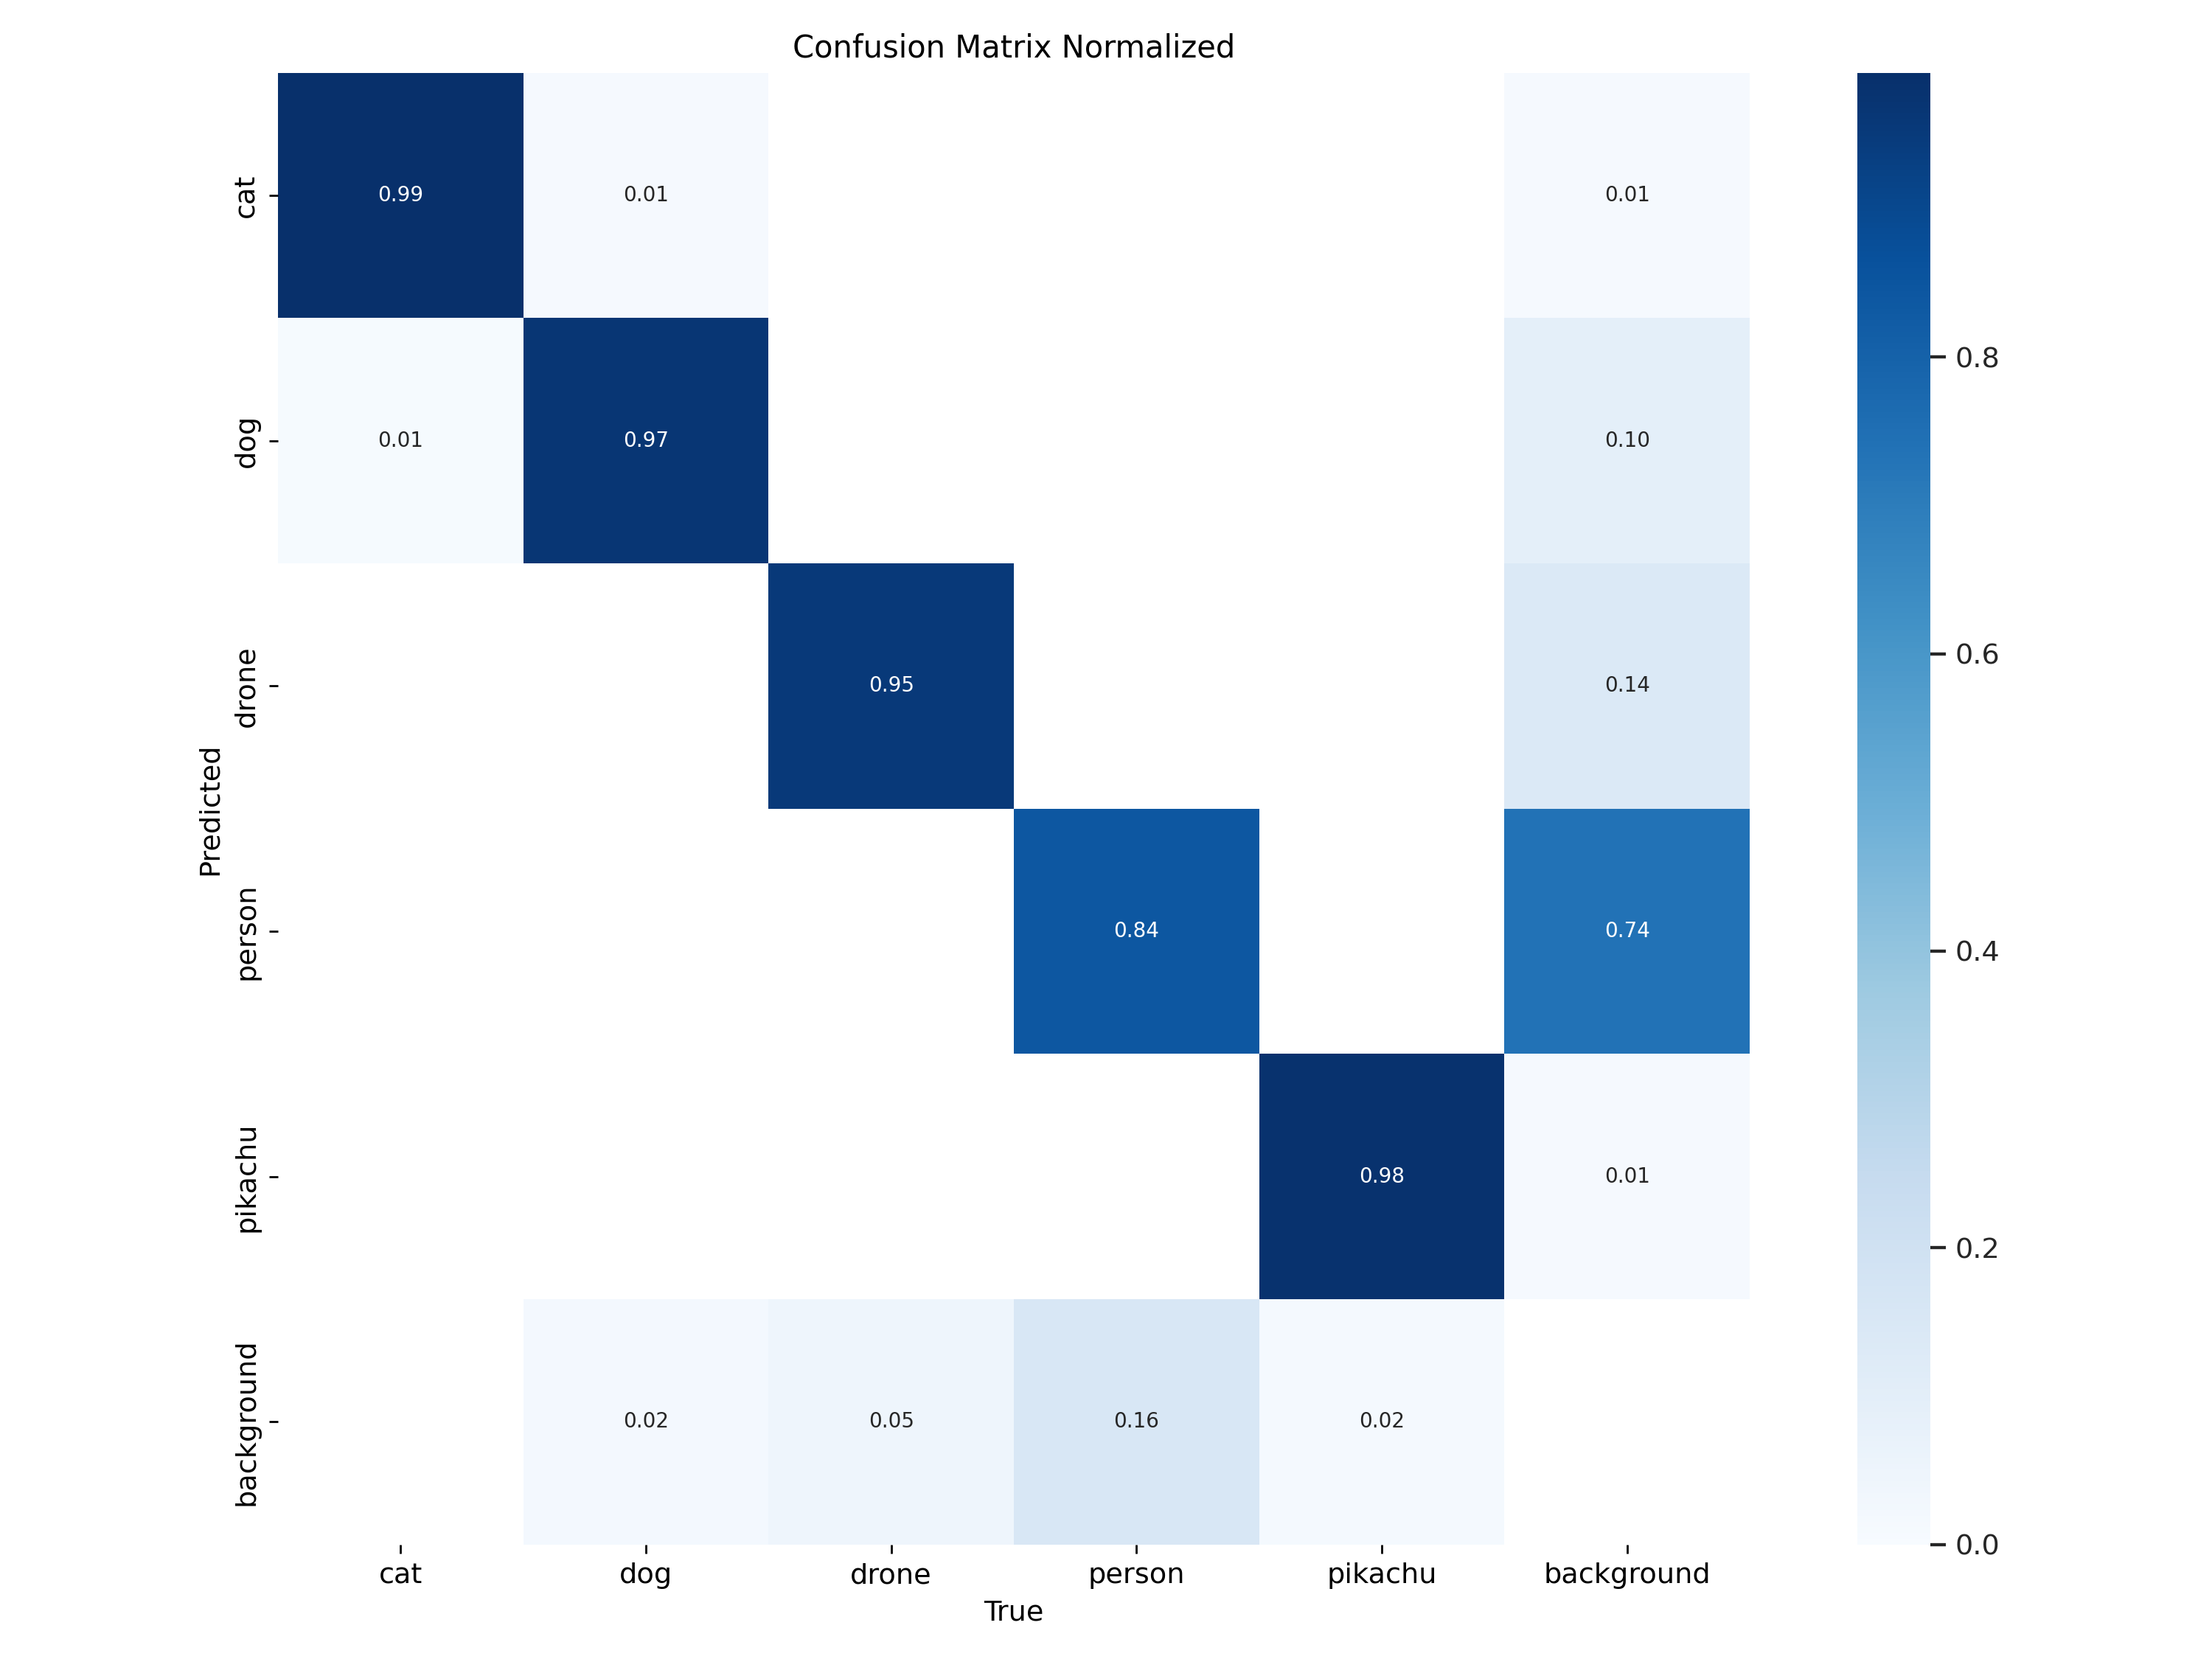 Confusion Matrix Normalized
cat
0.99
0.01
0.01
dog
0.01
0.97
0.10
drone
0.95
0.14
person
0.84
0.74
pikachu
0.98
0.01
background
0.02
0.05
0.16
0.02
Predicted
cat
dog
drone
person
pikachu
background
True
0.8
0.6
0.4
0.2
0.0